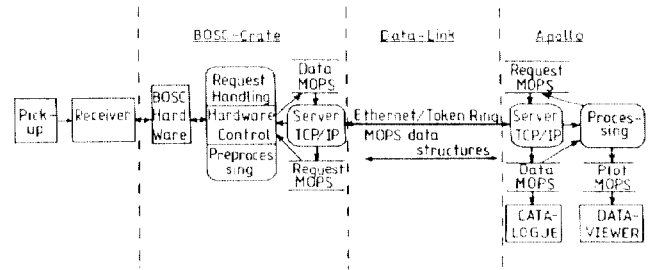 BOSC-Crate
Data-Link
Apollo
Pick-
up
Receiver
BOSC
Hard
Ware
Request
Handling
Hardware
Control
Preproces
sing
Data
MOPS
Server
TCP/IP
Request
MOPS
Ethernet/Token Ring
MOPS data
structures
Request
MOPS
Server
TCP/IP
Data
MOPS
CATA-
LOGUE
Proces-
sing
Plot
MOPS
DATA-
VIEWER